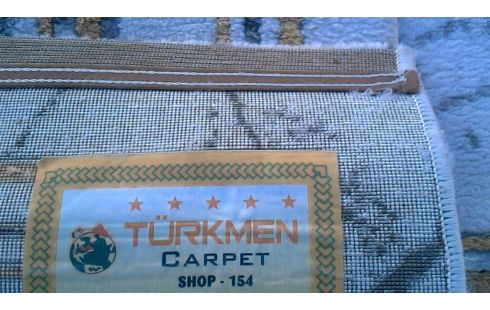 TÜRKMEN
CARPET
SHOP - 154